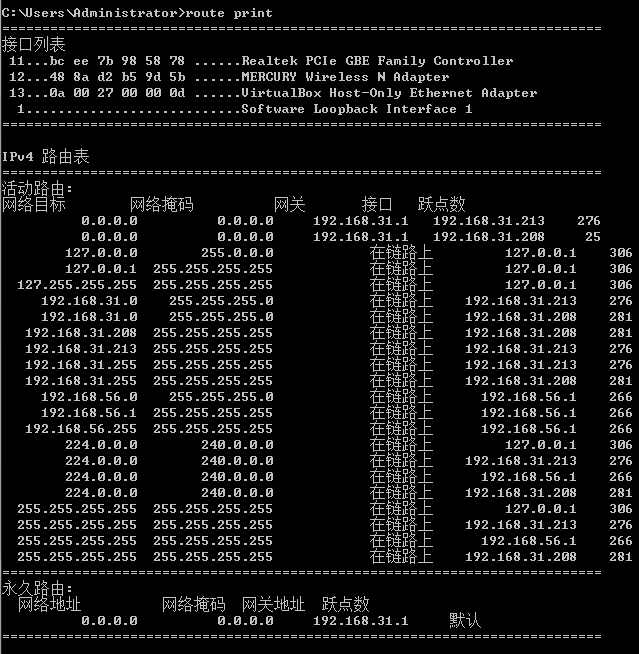 C:\Users\Administrator>route print
===========================================================================
接口列表
 11...bc ee 7b 98 58 78 ......Realtek PCIe GBE Family Controller
 12...48 8a d2 b5 9d 5b ......MERCURY Wireless N Adapter
 13...0a 00 27 00 00 0d ......VirtualBox Host-Only Ethernet Adapter
  1...........................Software Loopback Interface 1
===========================================================================
IPv4 路由表
===========================================================================
活动路由:
网络目标        网络掩码          网关       接口   跃点数
          0.0.0.0          0.0.0.0     192.168.31.1   192.168.31.213    276
          0.0.0.0          0.0.0.0     192.168.31.1   192.168.31.208     25
        127.0.0.0        255.0.0.0            在链路上         127.0.0.1    306
        127.0.0.1  255.255.255.255            在链路上         127.0.0.1    306
  127.255.255.255  255.255.255.255            在链路上         127.0.0.1    306
     192.168.31.0    255.255.255.0            在链路上    192.168.31.213    276
     192.168.31.0    255.255.255.0            在链路上    192.168.31.208    281
   192.168.31.208  255.255.255.255            在链路上    192.168.31.208    281
   192.168.31.213  255.255.255.255            在链路上    192.168.31.213    276
   192.168.31.255  255.255.255.255            在链路上    192.168.31.213    276
   192.168.31.255  255.255.255.255            在链路上    192.168.31.208    281
     192.168.56.0    255.255.255.0            在链路上      192.168.56.1    266
     192.168.56.1  255.255.255.255            在链路上      192.168.56.1    266
   192.168.56.255  255.255.255.255            在链路上      192.168.56.1    266
        224.0.0.0        240.0.0.0            在链路上         127.0.0.1    306
        224.0.0.0        240.0.0.0            在链路上    192.168.31.213    276
        224.0.0.0        240.0.0.0            在链路上      192.168.56.1    266
        224.0.0.0        240.0.0.0            在链路上    192.168.31.208    281
  255.255.255.255  255.255.255.255            在链路上         127.0.0.1    306
  255.255.255.255  255.255.255.255            在链路上    192.168.31.213    276
  255.255.255.255  255.255.255.255            在链路上      192.168.56.1    266
  255.255.255.255  255.255.255.255            在链路上    192.168.31.208    281
===========================================================================
永久路由:
  网络地址          网络掩码  网关地址  跃点数
          0.0.0.0          0.0.0.0     192.168.31.1     默认
===========================================================================